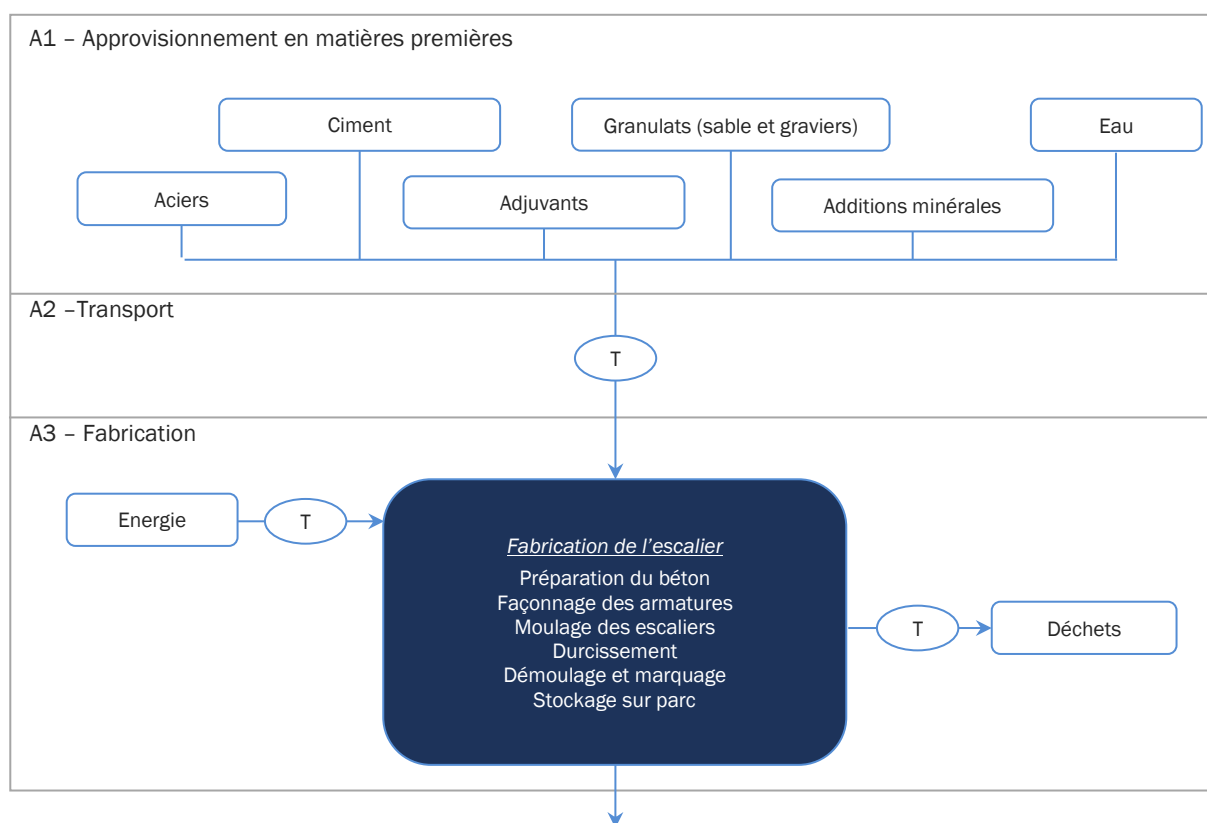 A1 – Approvisionnement en matières premières
Ciment
Granulats (sable et graviers)
Eau
Aciers
Adjuvants
Additions minérales
A2 –Transport
T
A3 – Fabrication
Energie
T
Fabrication de l’escalier
Préparation du béton
Façonnage des armatures
Moulage des escaliers
Durcissement
Démoulage et marquage
Stockage sur parc
T
Déchets